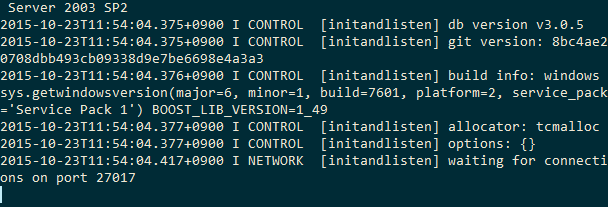 Server 2003 SP2
2015-10-23T11:54:04.375+0900 I CONTROL  [initandlisten] db version v3.0.5
2015-10-23T11:54:04.375+0900 I CONTROL  [initandlisten] git version: 8bc4ae2
0708dbb493cb09338d9e7be6698e4a3a3
2015-10-23T11:54:04.376+0900 I CONTROL  [initandlisten] build info: windows
sys.getwindowsversion(major=6, minor=1, build=7601, platform=2, service_pack
='Service Pack 1') BOOST_LIB_VERSION=1_49
2015-10-23T11:54:04.377+0900 I CONTROL  [initandlisten] allocator: tcmalloc
2015-10-23T11:54:04.377+0900 I CONTROL  [initandlisten] options: {}
2015-10-23T11:54:04.417+0900 I NETWORK  [initandlisten] waiting for connecti
ons on port 27017